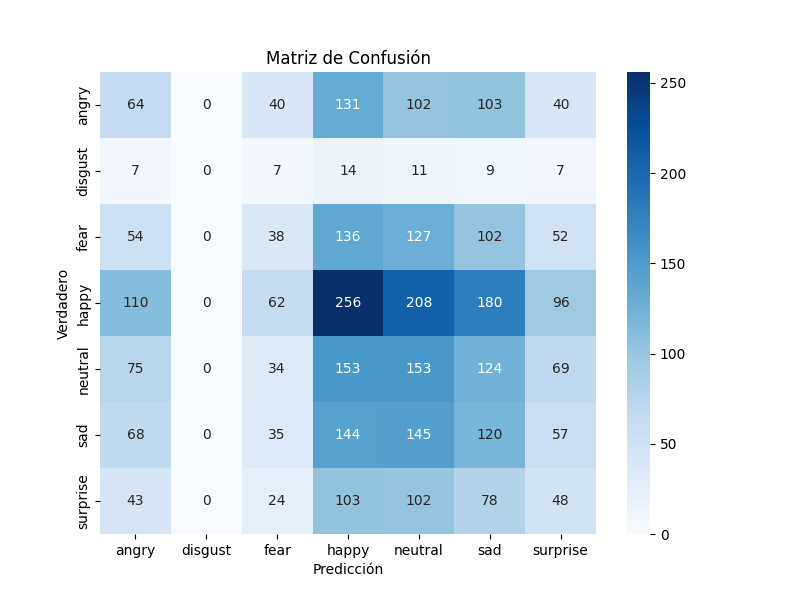 Matriz de Confusión
angry 64 0 40 131 102 103 40
disgust 7 0 7 14 11 9 7
fear 54 0 38 136 127 102 52
happy 110 0 62 256 208 180 96
neutral 75 0 34 153 153 124 69
sad 68 0 35 144 145 120 57
surprise 43 0 24 103 102 78 48
angry disgust fear happy neutral sad surprise
Predicción
Verdadero
250
200
150
100
50
0